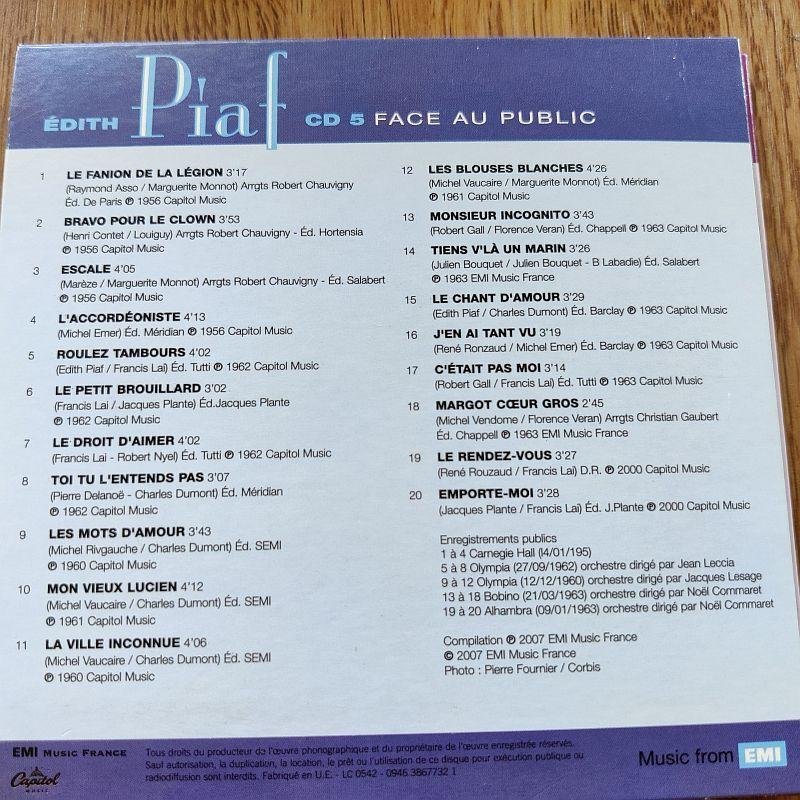 ÉDITH Piaf CD 5 FACE AU PUBLIC
1 LE FANION DE LA LÉGION 3'17
(Raymond Asso / Marguerite Monnot) Arrgts Robert Chauvigny
Éd. De Paris ℗ 1956 Capitol Music
2 BRAVO POUR LE CLOWN 3'53
(Henri Contet / Louiguy) Arrgts Robert Chauvigny - Éd. Hortensia
℗ 1956 Capitol Music
3 ESCALE 4'05
(Marèze / Marguerite Monnot) Arrgts Robert Chauvigny - Éd. Salabert
℗ 1956 Capitol Music
4 L'ACCORDÉONISTE 4'13
(Michel Emer) Éd. Méridian ℗ 1956 Capitol Music
5 ROULEZ TAMBOURS 4'02
(Edith Piaf / Francis Lai) Éd. Tutti ℗ 1962 Capitol Music
6 LE PETIT BROUILLARD 3'02
(Francis Lai / Jacques Plante) Éd.Jacques Plante
℗ 1962 Capitol Music
7 LE DROIT D'AIMER 4'02
(Francis Lai - Robert Nyel) Éd. Tutti ℗ 1962 Capitol Music
8 TOI TU L'ENTENDS PAS 3'07
(Pierre Delanoë - Charles Dumont) Éd. Méridian
℗ 1962 Capitol Music
9 LES MOTS D'AMOUR 3'43
(Michel Rivgauche / Charles Dumont) Éd. SEMI
℗ 1960 Capitol Music
10 MON VIEUX LUCIEN 4'12
(Michel Vaucaire / Charles Dumont) Éd. SEMI
℗ 1961 Capitol Music
11 LA VILLE INCONNUE 4'06
(Michel Vaucaire / Charles Dumont) Éd. SEMI
℗ 1960 Capitol Music
12 LES BLOUSES BLANCHES 4'26
(Michel Vaucaire / Marguerite Monnot) Éd. Méridian
℗ 1961 Capitol Music
13 MONSIEUR INCOGNITO 3'43
(Robert Gall / Florence Veran) Éd. Chappell ℗ 1963 Capitol Music
14 TIENS V'LÀ UN MARIN 3'26
(Julien Bouquet / Julien Bouquet - B Labadie) Éd. Salabert
℗ 1963 EMI Music France
15 LE CHANT D'AMOUR 3'29
(Edith Piaf / Charles Dumont) Éd. Barclay ℗ 1963 Capitol Music
16 J'EN AI TANT VU 3'19
(René Ronzaud / Michel Emer) Éd. Barclay ℗ 1963 Capitol Music
17 C'ÉTAIT PAS MOI 3'14
(Robert Gall / Francis Lai) Éd. Tutti ℗ 1963 Capitol Music
18 MARGOT CŒUR GROS 2'45
(Michel Vendome / Florence Veran) Arrgts Christian Gaubert
Éd. Chappell ℗ 1963 EMI Music France
19 LE RENDEZ-VOUS 3'27
(René Rouzaud / Francis Lai) D.R. ℗ 2000 Capitol Music
20 EMPORTE-MOI 3'28
(Jacques Plante / Francis Lai) Éd. J.Plante ℗ 2000 Capitol Music
Enregistrements publics
1 à 4 Carnegie Hall (l4/01/195)
5 à 8 Olympia (27/09/1962) orchestre dirigé par Jean Leccia
9 à 12 Olympia (12/12/1960) orchestre dirigé par Jacques Lesage
13 à 18 Bobino (21/03/1963) orchestre dirigé par Noël Commaret
19 à 20 Alhambra (09/01/1963) orchestre dirigé par Noël Commaret
Compilation ℗ 2007 EMI Music France
© 2007 EMI Music France
Photo : Pierre Fournier / Corbis
EMI MUSIC FRANCE
Capitol
MUSIC
Tous droits du producteur de l'œuvre phonographique et du propriétaire de l'œuvre enregistrée réservés.
Sauf autorisation, la duplication, la location, le prêt ou l'utilisation de ce disque pour exécution publique ou
radiodiffusion sont interdits. Fabriqué en U.E. - LC 0542 - 0946 3867732 1
Music from EMI